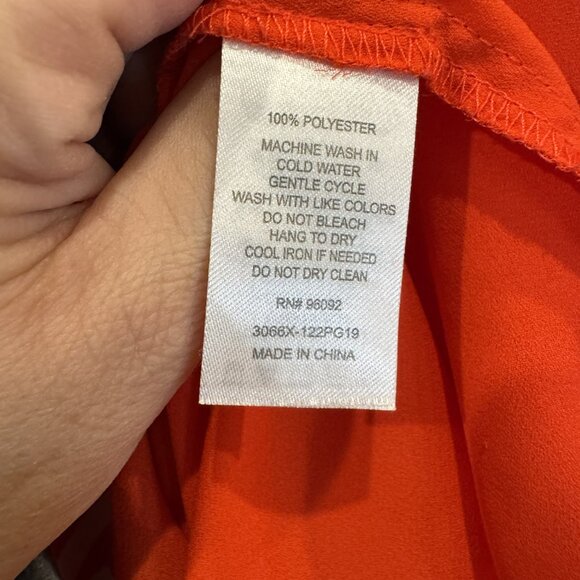 100% POLYESTER
MACHINE WASH IN
COLD WATER
GENTLE CYCLE
WASH WITH LIKE COLORS
DO NOT BLEACH
HANG TO DRY
COOL IRON IF NEEDED
DO NOT DRY CLEAN
RN# 96092
3066X-122PG19
MADE IN CHINA